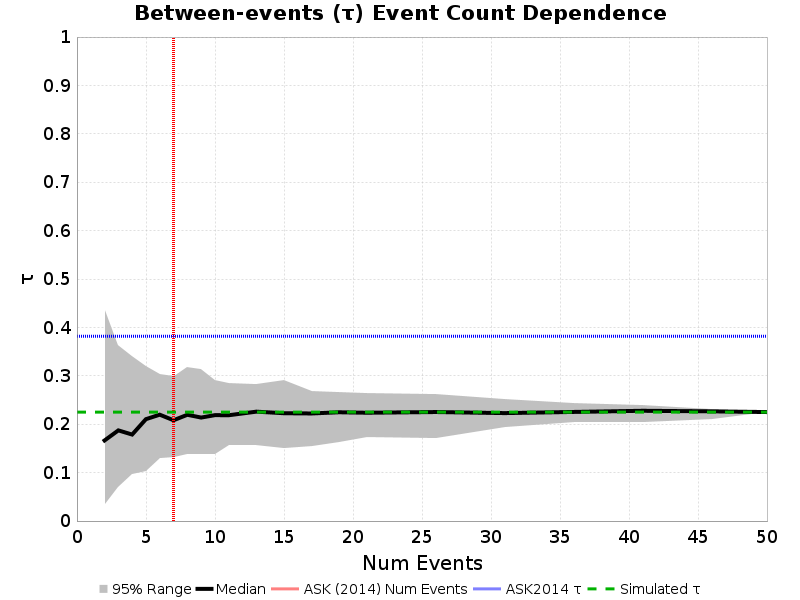 Between-events (τ) Event Count Dependence
1
0.9
0.8
0.7
0.6
0.5
0.4
0.3
0.2
0.1
0
τ
0 5 10 15 20 25 30 35 40 45 50
Num Events
95% Range Median ASK (2014) Num Events ASK2014 τ Simulated τ